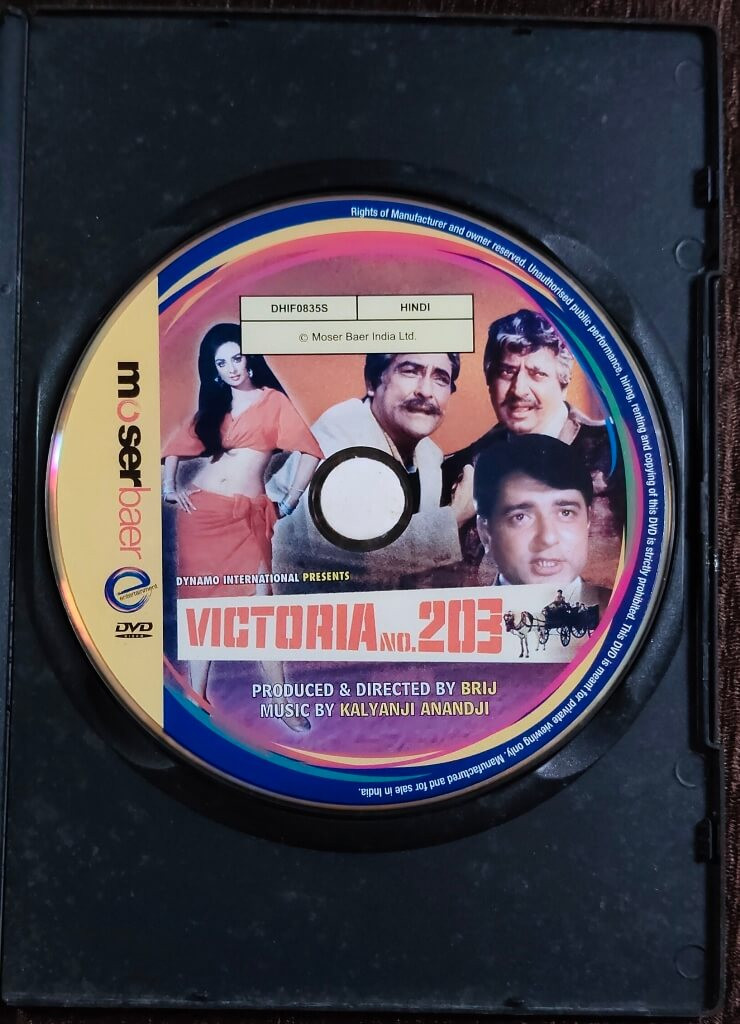 Rights of Manufacturer and owner reserved. Unauthorised public performance, hiring, renting and copying of this DVD is strictly prohibited. This DVD is meant for private viewing only. Manufactured and for sale in India.
DHIF0835S
HINDI
© Moser Baer India Ltd.
moserbaer
e
entertainment
DVD
VIDEO
DYNAMO INTERNATIONAL PRESENTS
VICTORIA NO. 203
PRODUCED & DIRECTED BY BRIJ
MUSIC BY KALYANJI ANANDJI